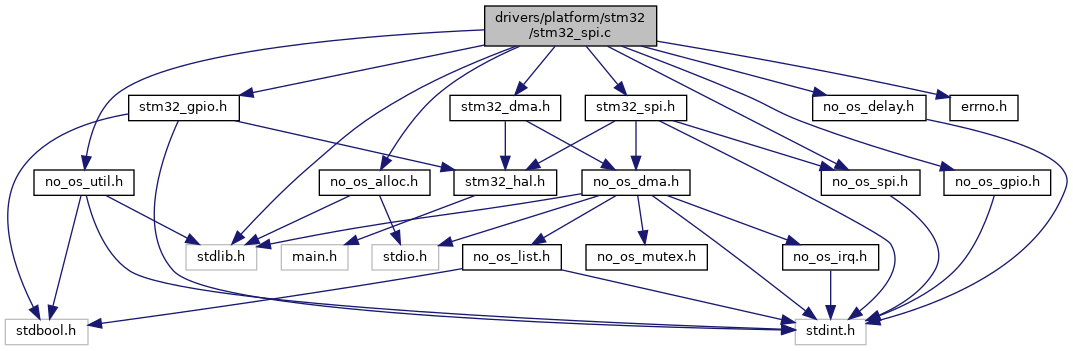 drivers/platform/stm32
/stm32_spi.c
stm32_gpio.h
stm32_dma.h
stm32_spi.h
no_os_delay.h
errno.h
no_os_util.h
no_os_alloc.h
stm32_hal.h
no_os_dma.h
no_os_spi.h
no_os_gpio.h
stdlib.h
main.h
stdio.h
no_os_list.h
no_os_mutex.h
no_os_irq.h
stdbool.h
stdint.h